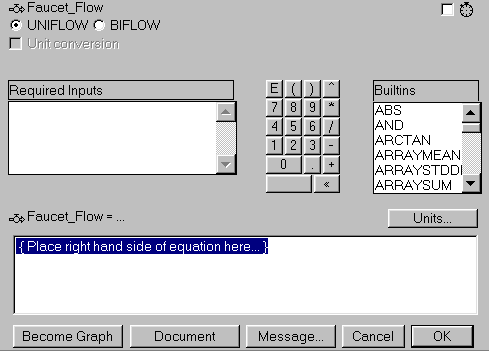 Faucet_Flow
UNIFLOW BIFLOW
Unit conversion
Required Inputs
E ( ) ^
7 8 9 *
4 5 6 /
1 2 3 -
0 . +
«
Builtins
ABS
AND
ARCTAN
ARRAYMEAN
ARRAYSTDDE
ARRAYSUM
Faucet_Flow = ...
Units...
{ Place right hand side of equation here... }
Become Graph Document Message... Cancel OK